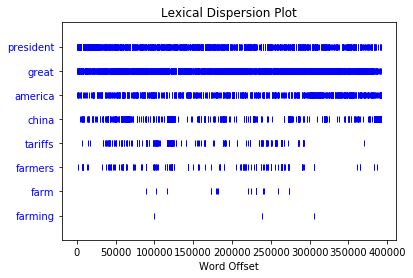 Lexical Dispersion Plot
president
great
america
china
tariffs
farmers
farm
farming
0 50000 100000 150000 200000 250000 300000 350000 400000
Word Offset